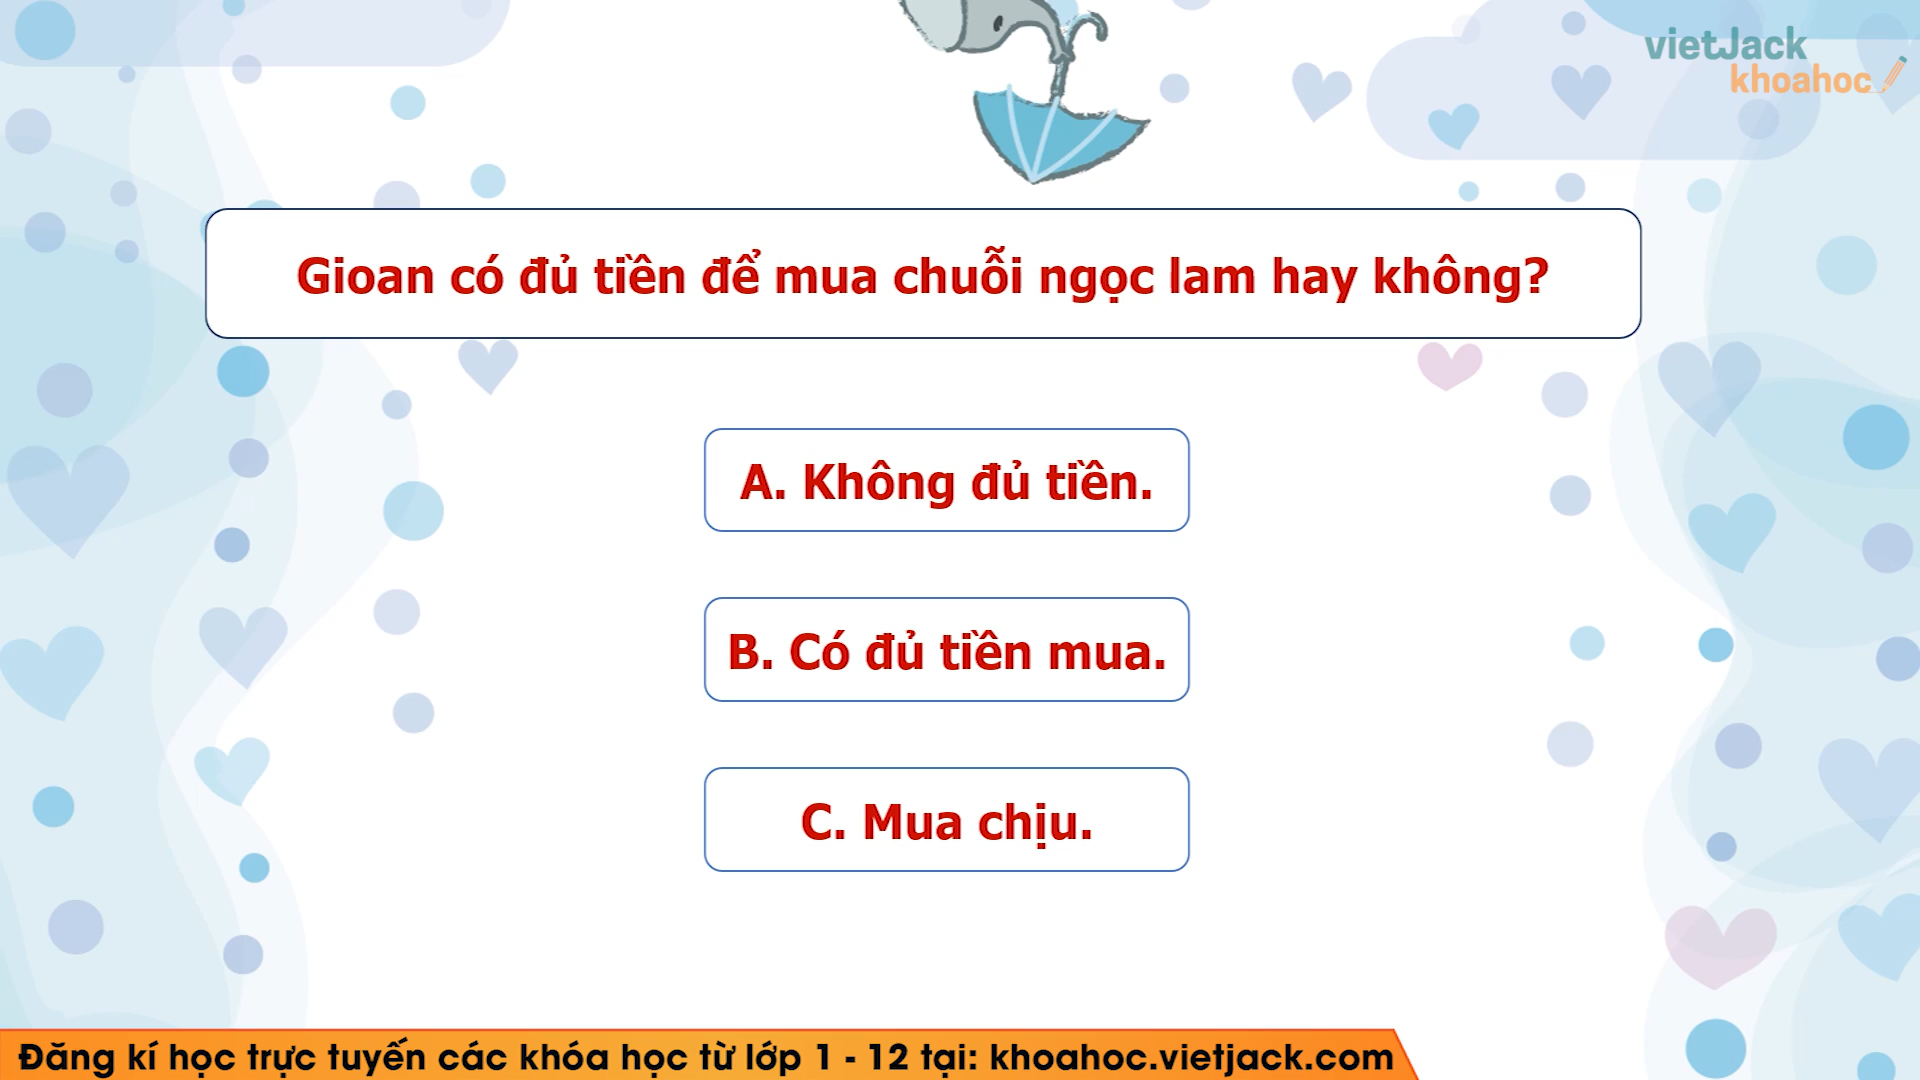 vietJack
khoahoc
Gioan có đủ tiền để mua chuỗi ngọc lam hay không?
A. Không đủ tiền.
B. Có đủ tiền mua.
C. Mua chịu.
Đăng kí học trực tuyến các khóa học từ lớp 1 - 12 tại: khoahoc.vietjack.com